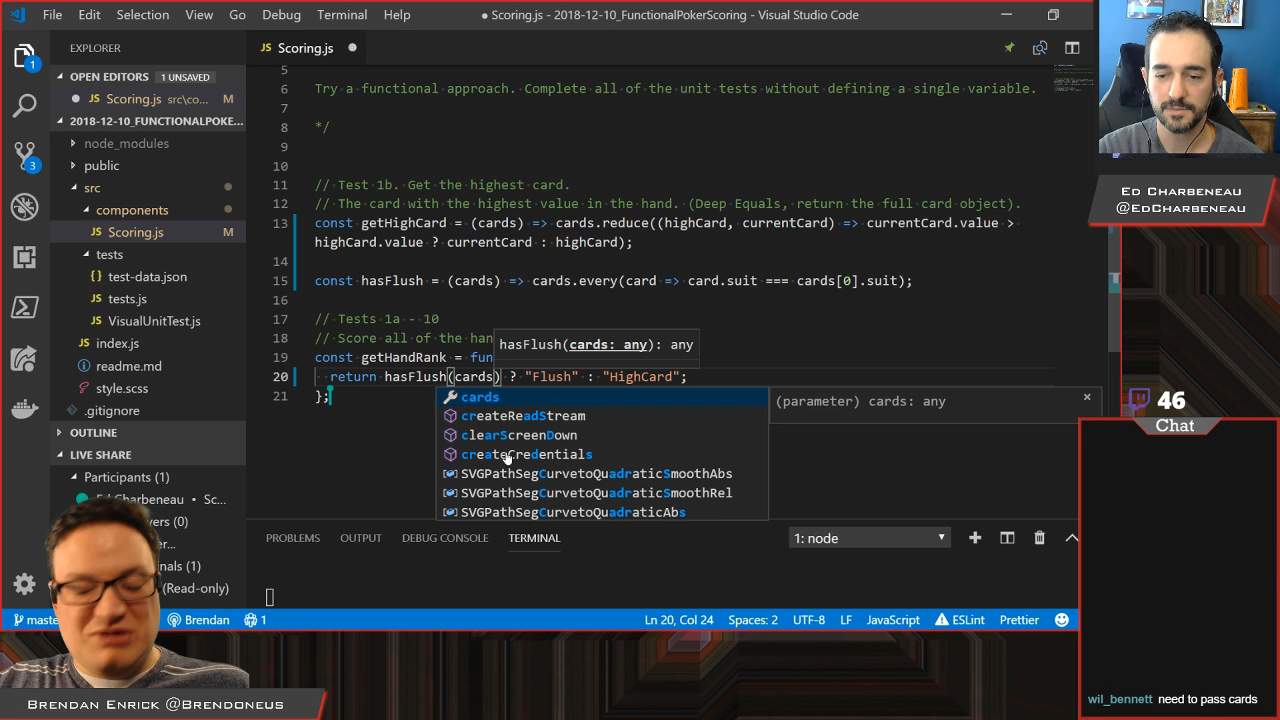 File Edit Selection View Go Debug Terminal Help
● Scoring.js - 2018-12-10_FunctionalPokerScoring - Visual Studio Code
EXPLORER
OPEN EDITORS 1 UNSAVED
● JS Scoring.js src\co... M
2018-12-10_FUNCTIONALPOKE...
node_modules
public
src
components
JS Scoring.js M
tests
test-data.json
JS tests.js
JS VisualUnitTest.js
JS index.js
readme.md
style.scss
.gitignore
OUTLINE
LIVE SHARE
Participants (1)
Ed Charbeneau • Sc...
(0)
(1)
(Read-only)
1
3
JS Scoring.js ●
5
6 Try a functional approach. Complete all of the unit tests without defining a single variable.
7
8 */
9
10
11 // Test 1b. Get the highest card.
12 // The card with the highest value in the hand. (Deep Equals, return the full card object).
13 const getHighCard = (cards) => cards.reduce((highCard, currentCard) => currentCard.value >
highCard.value ? currentCard : highCard);
14
15 const hasFlush = (cards) => cards.every(card => card.suit === cards[0].suit);
16
17 // Tests 1a - 10
18 // Score all of the han
hasFlush(cards: any): any
19 const getHandRank = fun
20 return hasFlush(cards) ? "Flush" : "HighCard";
21 };
cards
createReadStream
clearScreenDown
createCredentials
SVGPathSegCurvetoQuadraticSmoothAbs
SVGPathSegCurvetoQuadraticSmoothRel
SVGPathSegCurvetoQuadraticAbs
(parameter) cards: any
PROBLEMS OUTPUT DEBUG CONSOLE TERMINAL
1: node
Brendan 1 Ln 20, Col 24 Spaces: 2 UTF-8 LF JavaScript ESLint Prettier
Ed Charbeneau
@EdCharbeneau
46
Chat
wil_bennett need to pass cards
Brendan Enrick @Brendoneus